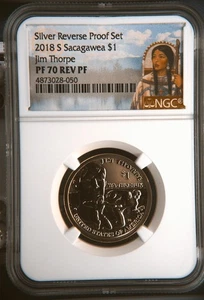 Silver Reverse Proof Set
2018 S Sacagawea $1
Jim Thorpe
PF 70 REV PF
4873028-050
NGC
JIM THORPE
$1
UNITED STATES OF AMERICA